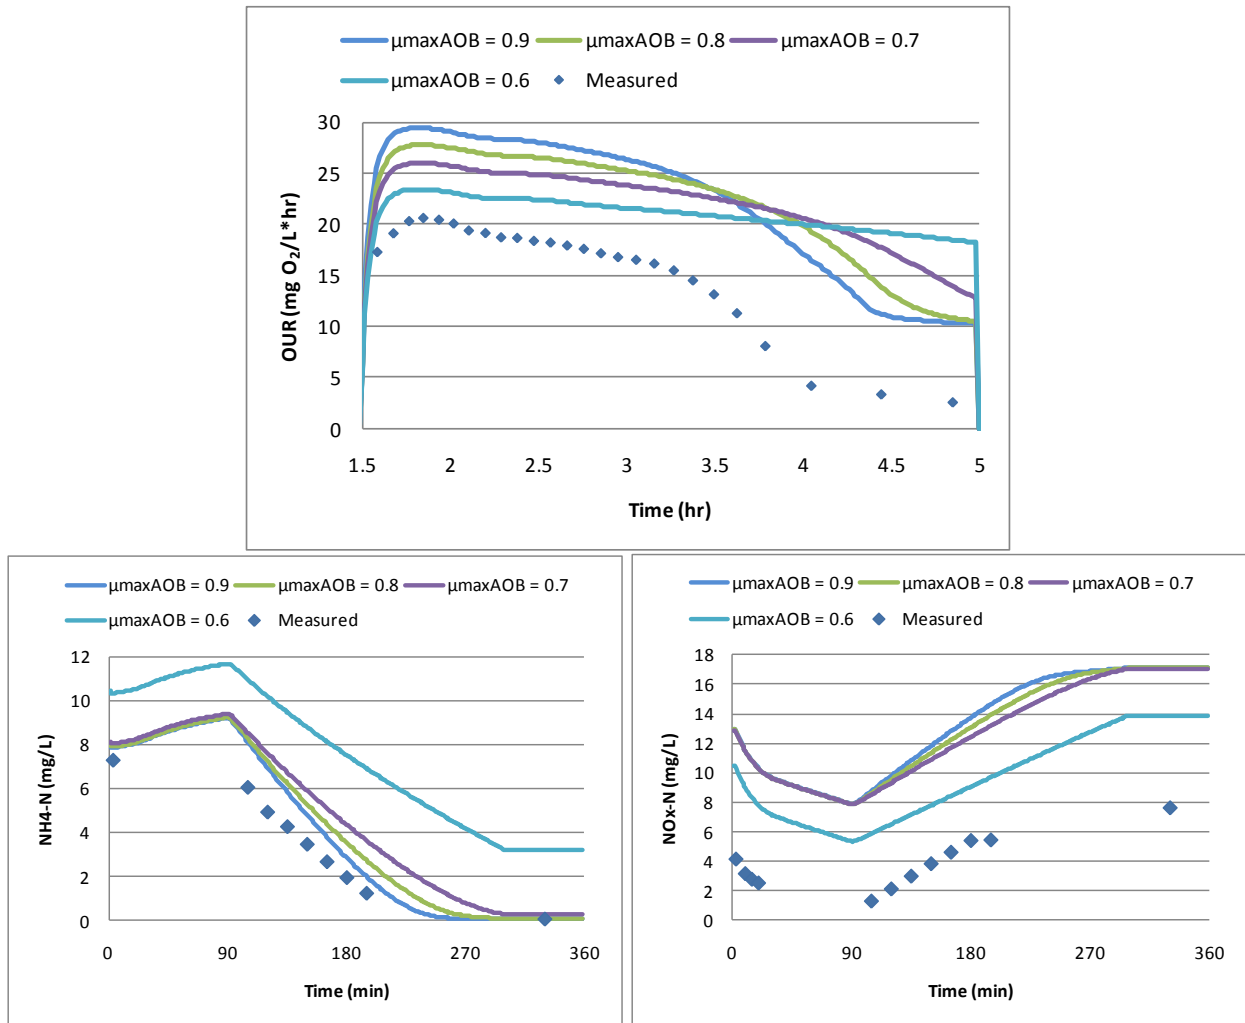 μmaxAOB = 0.9 μmaxAOB = 0.8 μmaxAOB = 0.7
μmaxAOB = 0.6 Measured
30
25
20
15
10
5
0
OUR (mg O₂/L*hr)
1.5 2 2.5 3 3.5 4 4.5 5
Time (hr)
μmaxAOB = 0.9 μmaxAOB = 0.8 μmaxAOB = 0.7
μmaxAOB = 0.6 Measured
12
10
8
6
4
2
0
NH4-N (mg/L)
0 90 180 270 360
Time (min)
μmaxAOB = 0.9 μmaxAOB = 0.8 μmaxAOB = 0.7
μmaxAOB = 0.6 Measured
18
16
14
12
10
8
6
4
2
0
NOx-N (mg/L)
0 90 180 270 360
Time (min)